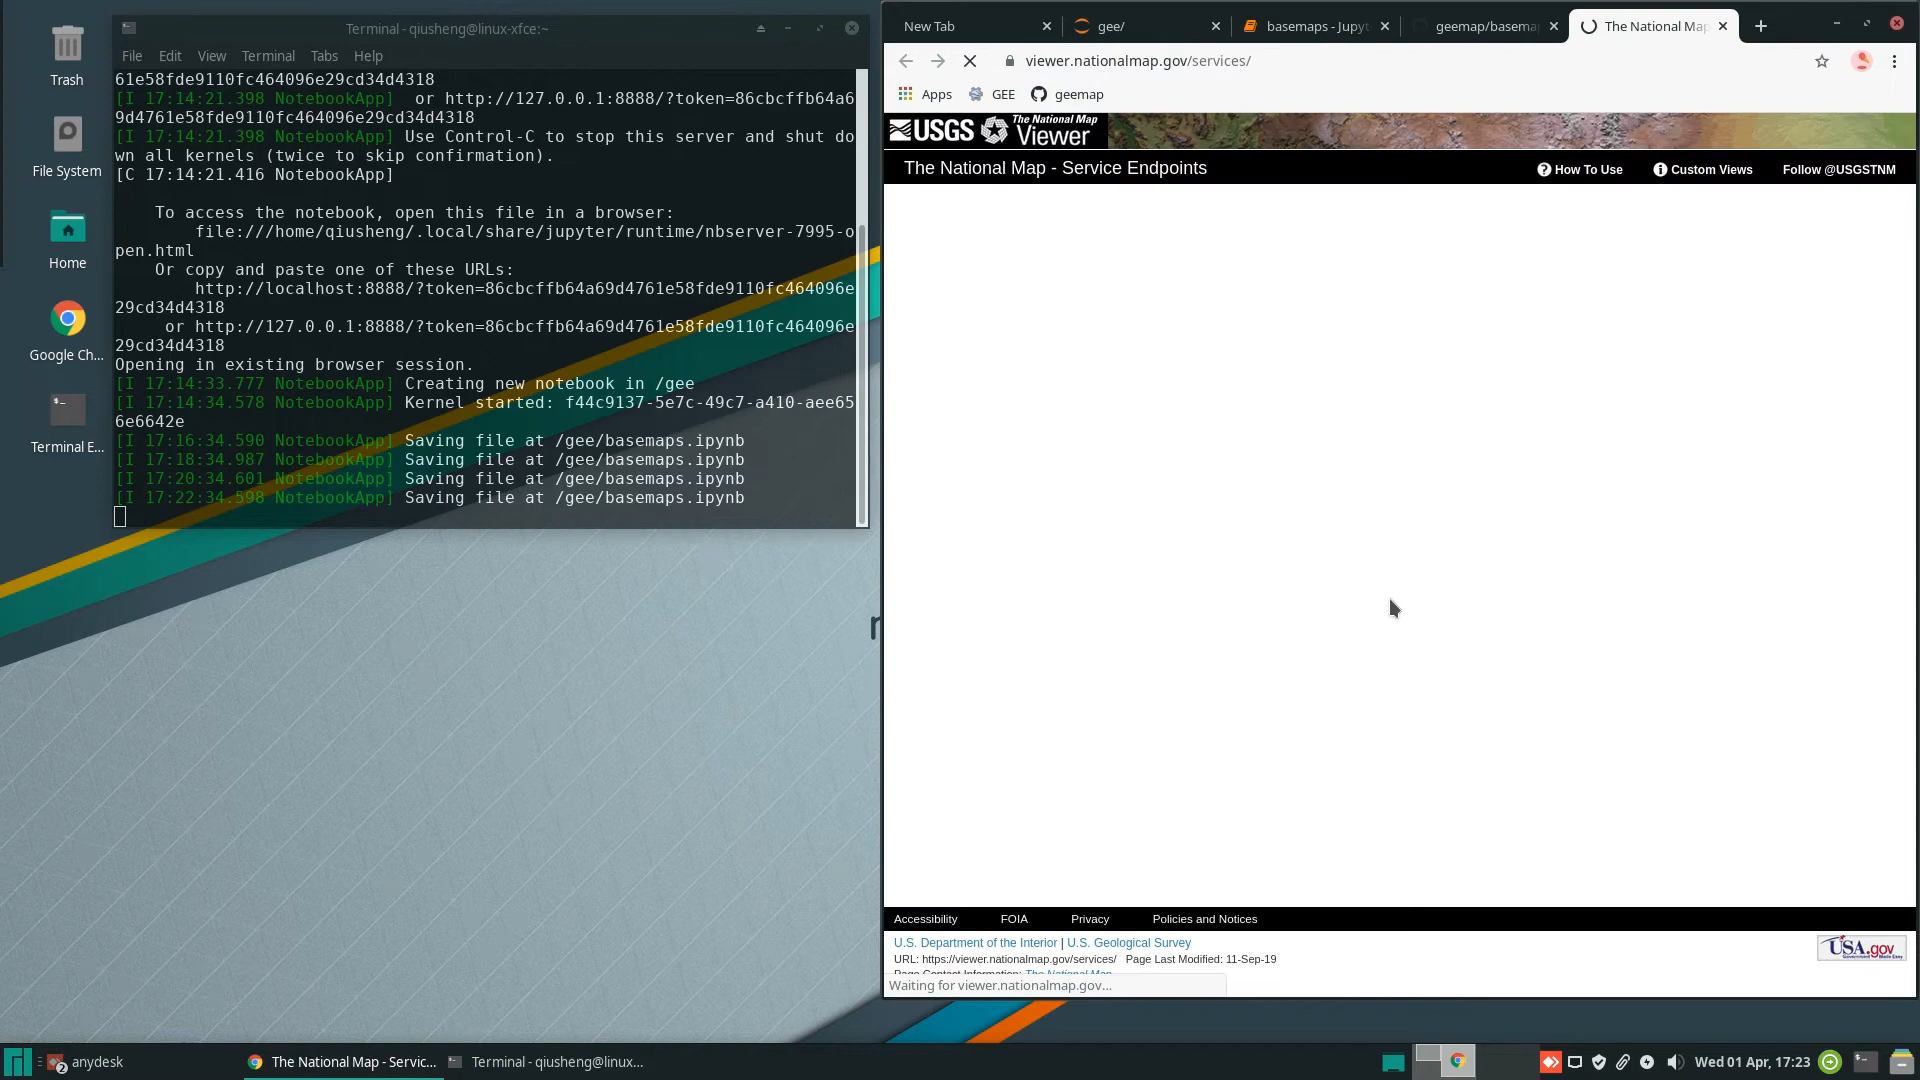 Trash
File System
Home
Google Ch...
Terminal E...
Terminal - qiusheng@linux-xfce:~
File Edit View Terminal Tabs Help
61e58fde9110fc464096e29cd34d4318
[I 17:14:21.398 NotebookApp]  or http://127.0.0.1:8888/?token=86cbcffb64a6
9d4761e58fde9110fc464096e29cd34d4318
[I 17:14:21.398 NotebookApp] Use Control-C to stop this server and shut do
wn all kernels (twice to skip confirmation).
[C 17:14:21.416 NotebookApp]
To access the notebook, open this file in a browser:
file:///home/qiusheng/.local/share/jupyter/runtime/nbserver-7995-o
pen.html
Or copy and paste one of these URLs:
http://localhost:8888/?token=86cbcffb64a69d4761e58fde9110fc464096e
29cd34d4318
or http://127.0.0.1:8888/?token=86cbcffb64a69d4761e58fde9110fc464096e
29cd34d4318
Opening in existing browser session.
[I 17:14:33.777 NotebookApp] Creating new notebook in /gee
[I 17:14:34.578 NotebookApp] Kernel started: f44c9137-5e7c-49c7-a410-aee65
6e6642e
[I 17:16:34.590 NotebookApp] Saving file at /gee/basemaps.ipynb
[I 17:18:34.987 NotebookApp] Saving file at /gee/basemaps.ipynb
[I 17:20:34.601 NotebookApp] Saving file at /gee/basemaps.ipynb
[I 17:22:34.598 NotebookApp] Saving file at /gee/basemaps.ipynb
New Tab gee/ basemaps - Jupyt geemap/basema The National Map
viewer.nationalmap.gov/services/
Apps GEE geemap
USGS The National Map
Viewer
The National Map - Service Endpoints How To Use Custom Views Follow @USGSTNM
Accessibility FOIA Privacy Policies and Notices
U.S. Department of the Interior | U.S. Geological Survey
URL: https://viewer.nationalmap.gov/services/ Page Last Modified: 11-Sep-19
Page Contact Information: The National Map
USA.gov
Government Made Easy
Waiting for viewer.nationalmap.gov...
2 anydesk The National Map - Servic... Terminal - qiusheng@linux... Wed 01 Apr, 17:23